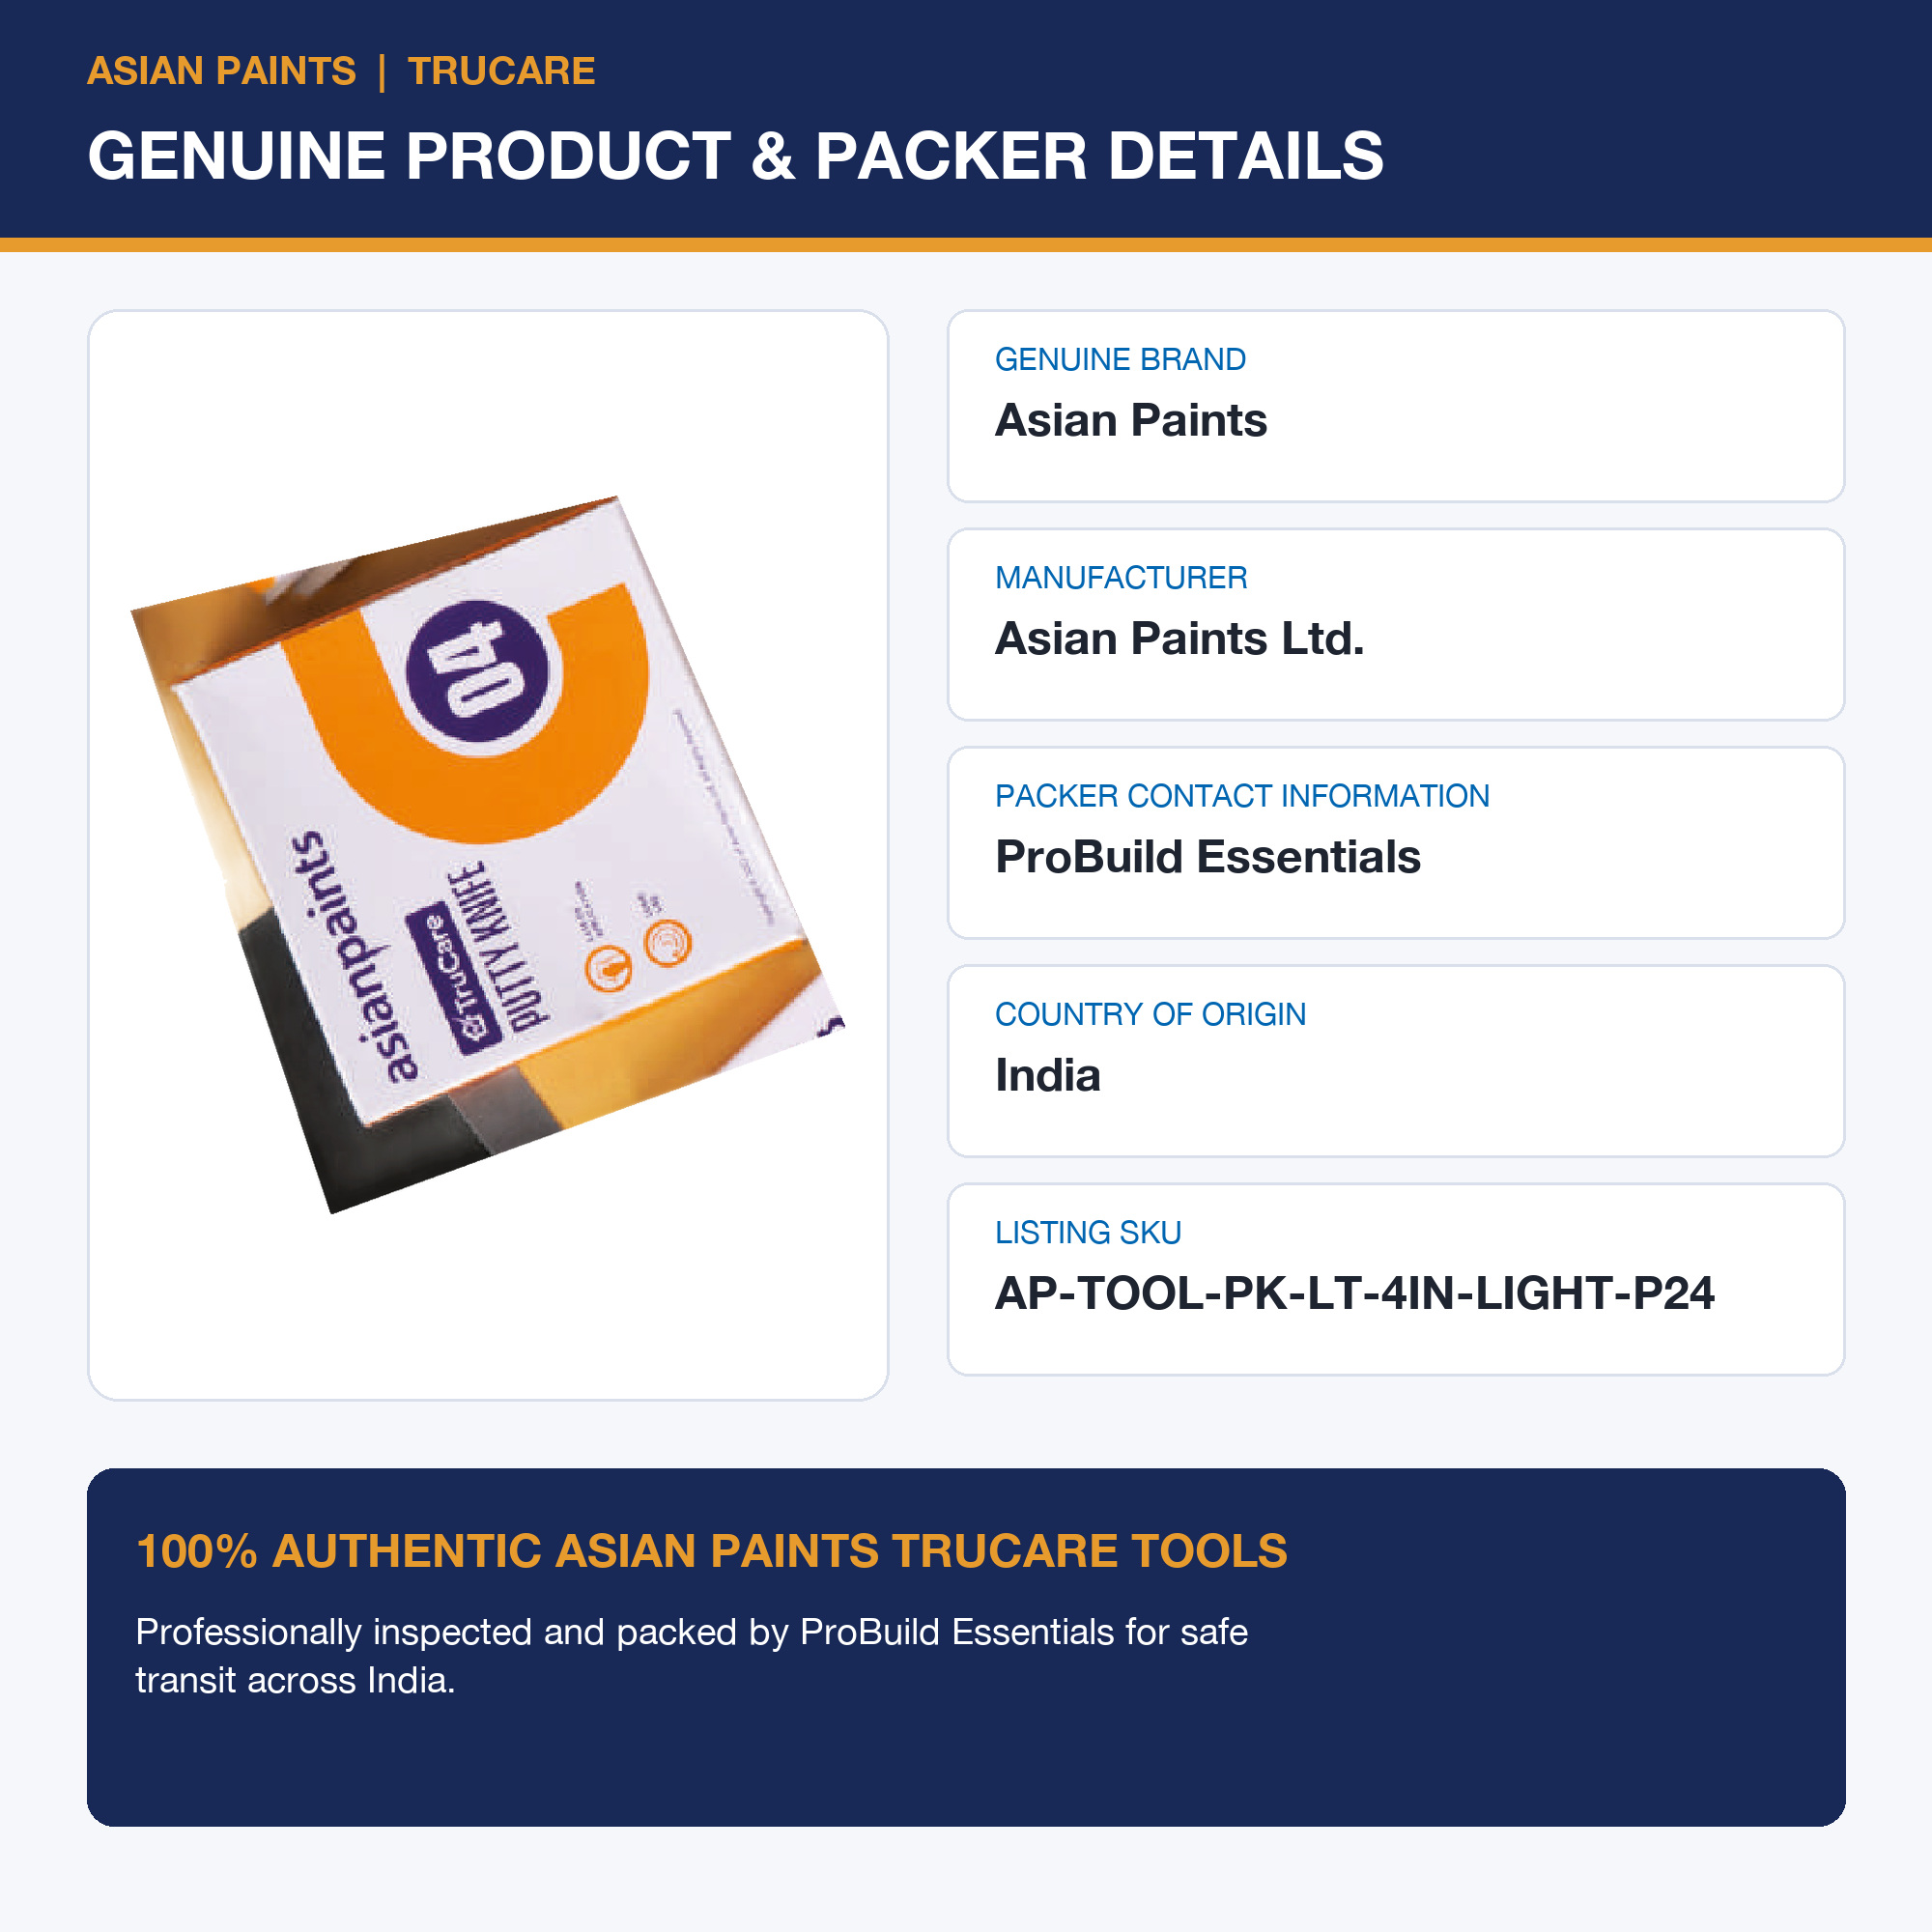 ASIAN PAINTS | TRUCARE
GENUINE PRODUCT & PACKER DETAILS
04
asianpaints
TruCare
PUTTY KNIFE
GENUINE BRAND
Asian Paints
MANUFACTURER
Asian Paints Ltd.
PACKER CONTACT INFORMATION
ProBuild Essentials
COUNTRY OF ORIGIN
India
LISTING SKU
AP-TOOL-PK-LT-4IN-LIGHT-P24
100% AUTHENTIC ASIAN PAINTS TRUCARE TOOLS
Professionally inspected and packed by ProBuild Essentials for safe
transit across India.